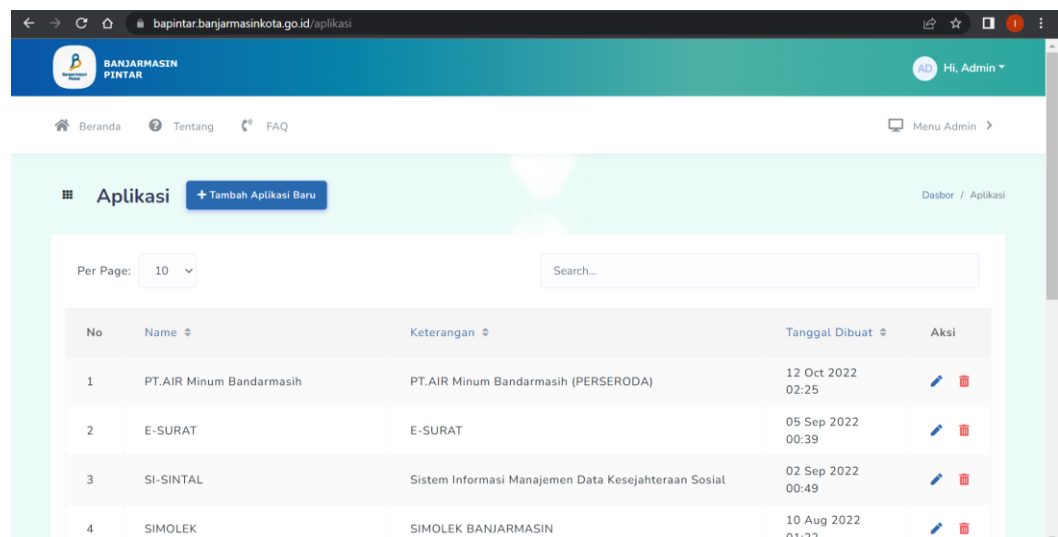 bapintar.banjarmasinkota.go.id/aplikasi
BANJARMASIN
PINTAR
AD Hi, Admin
Beranda Tentang FAQ Menu Admin
Aplikasi + Tambah Aplikasi Baru Dasbor / Aplikasi
Per Page: 10 Search...
No Name Keterangan Tanggal Dibuat Aksi
1 PT.AIR Minum Bandarmasih PT.AIR Minum Bandarmasih (PERSERODA) 12 Oct 2022
02:25
2 E-SURAT E-SURAT 05 Sep 2022
00:39
3 SI-SINTAL Sistem Informasi Manajemen Data Kesejahteraan Sosial 02 Sep 2022
00:49
4 SIMOLEK SIMOLEK BANJARMASIN 10 Aug 2022